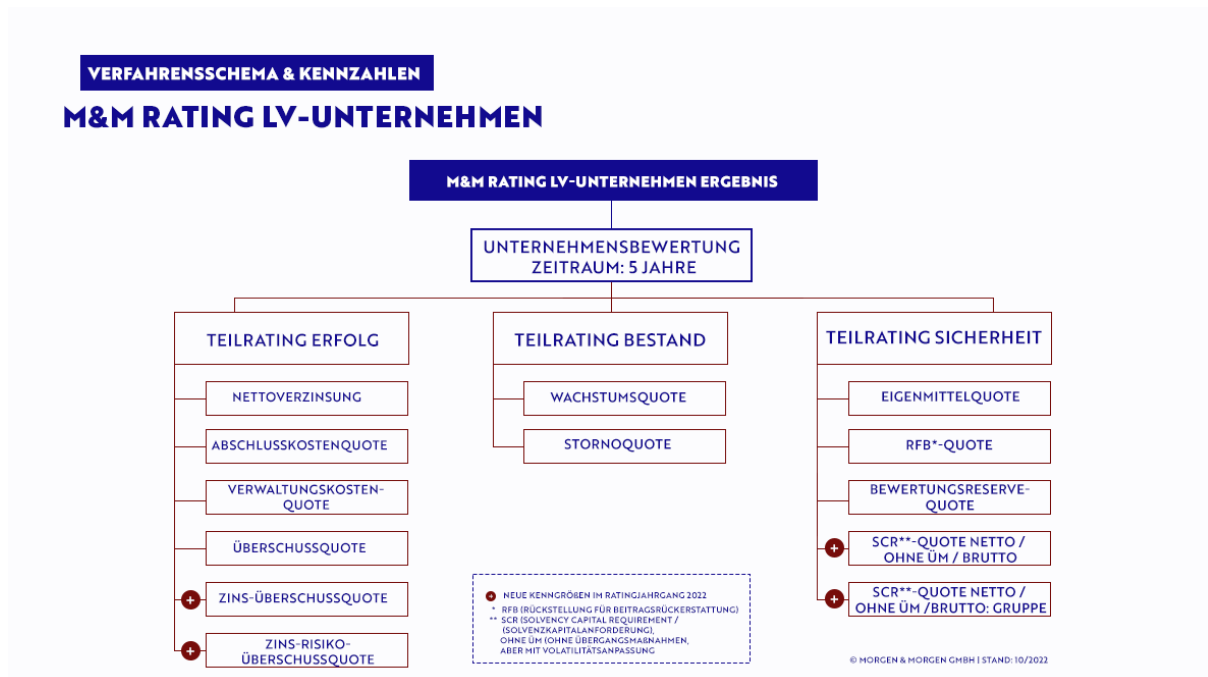 VERFAHRENSSCHEMA & KENNZAHLEN
M&M RATING LV-UNTERNEHMEN
M&M RATING LV-UNTERNEHMEN ERGEBNIS
UNTERNEHMENSBEWERTUNG
ZEITRAUM: 5 JAHRE
TEILRATING ERFOLG
NETTOVERZINSUNG
ABSCHLUSSKOSTENQUOTE
VERWALTUNGSKOSTEN-
QUOTE
ÜBERSCHUSSQUOTE
+ ZINS-ÜBERSCHUSSQUOTE
+ ZINS-RISIKO-
ÜBERSCHUSSQUOTE
TEILRATING BESTAND
WACHSTUMSQUOTE
STORNOQUOTE
TEILRATING SICHERHEIT
EIGENMITTELQUOTE
RFB*-QUOTE
BEWERTUNGSRESERVE-
QUOTE
+ SCR**-QUOTE NETTO /
OHNE ÜM / BRUTTO
+ SCR**-QUOTE NETTO /
OHNE ÜM /BRUTTO: GRUPPE
+ NEUE KENNGRÖßEN IM RATINGJAHRGANG 2022
* RFB (RÜCKSTELLUNG FÜR BEITRAGSRÜCKERSTATTUNG)
** SCR (SOLVENCY CAPITAL REQUIREMENT /
(SOLVENZKAPITALANFORDERUNG),
OHNE ÜM (OHNE ÜBERGANGSMAßNAHMEN,
ABER MIT VOLATILITÄTSANPASSUNG
© MORGEN & MORGEN GMBH | STAND: 10/2022